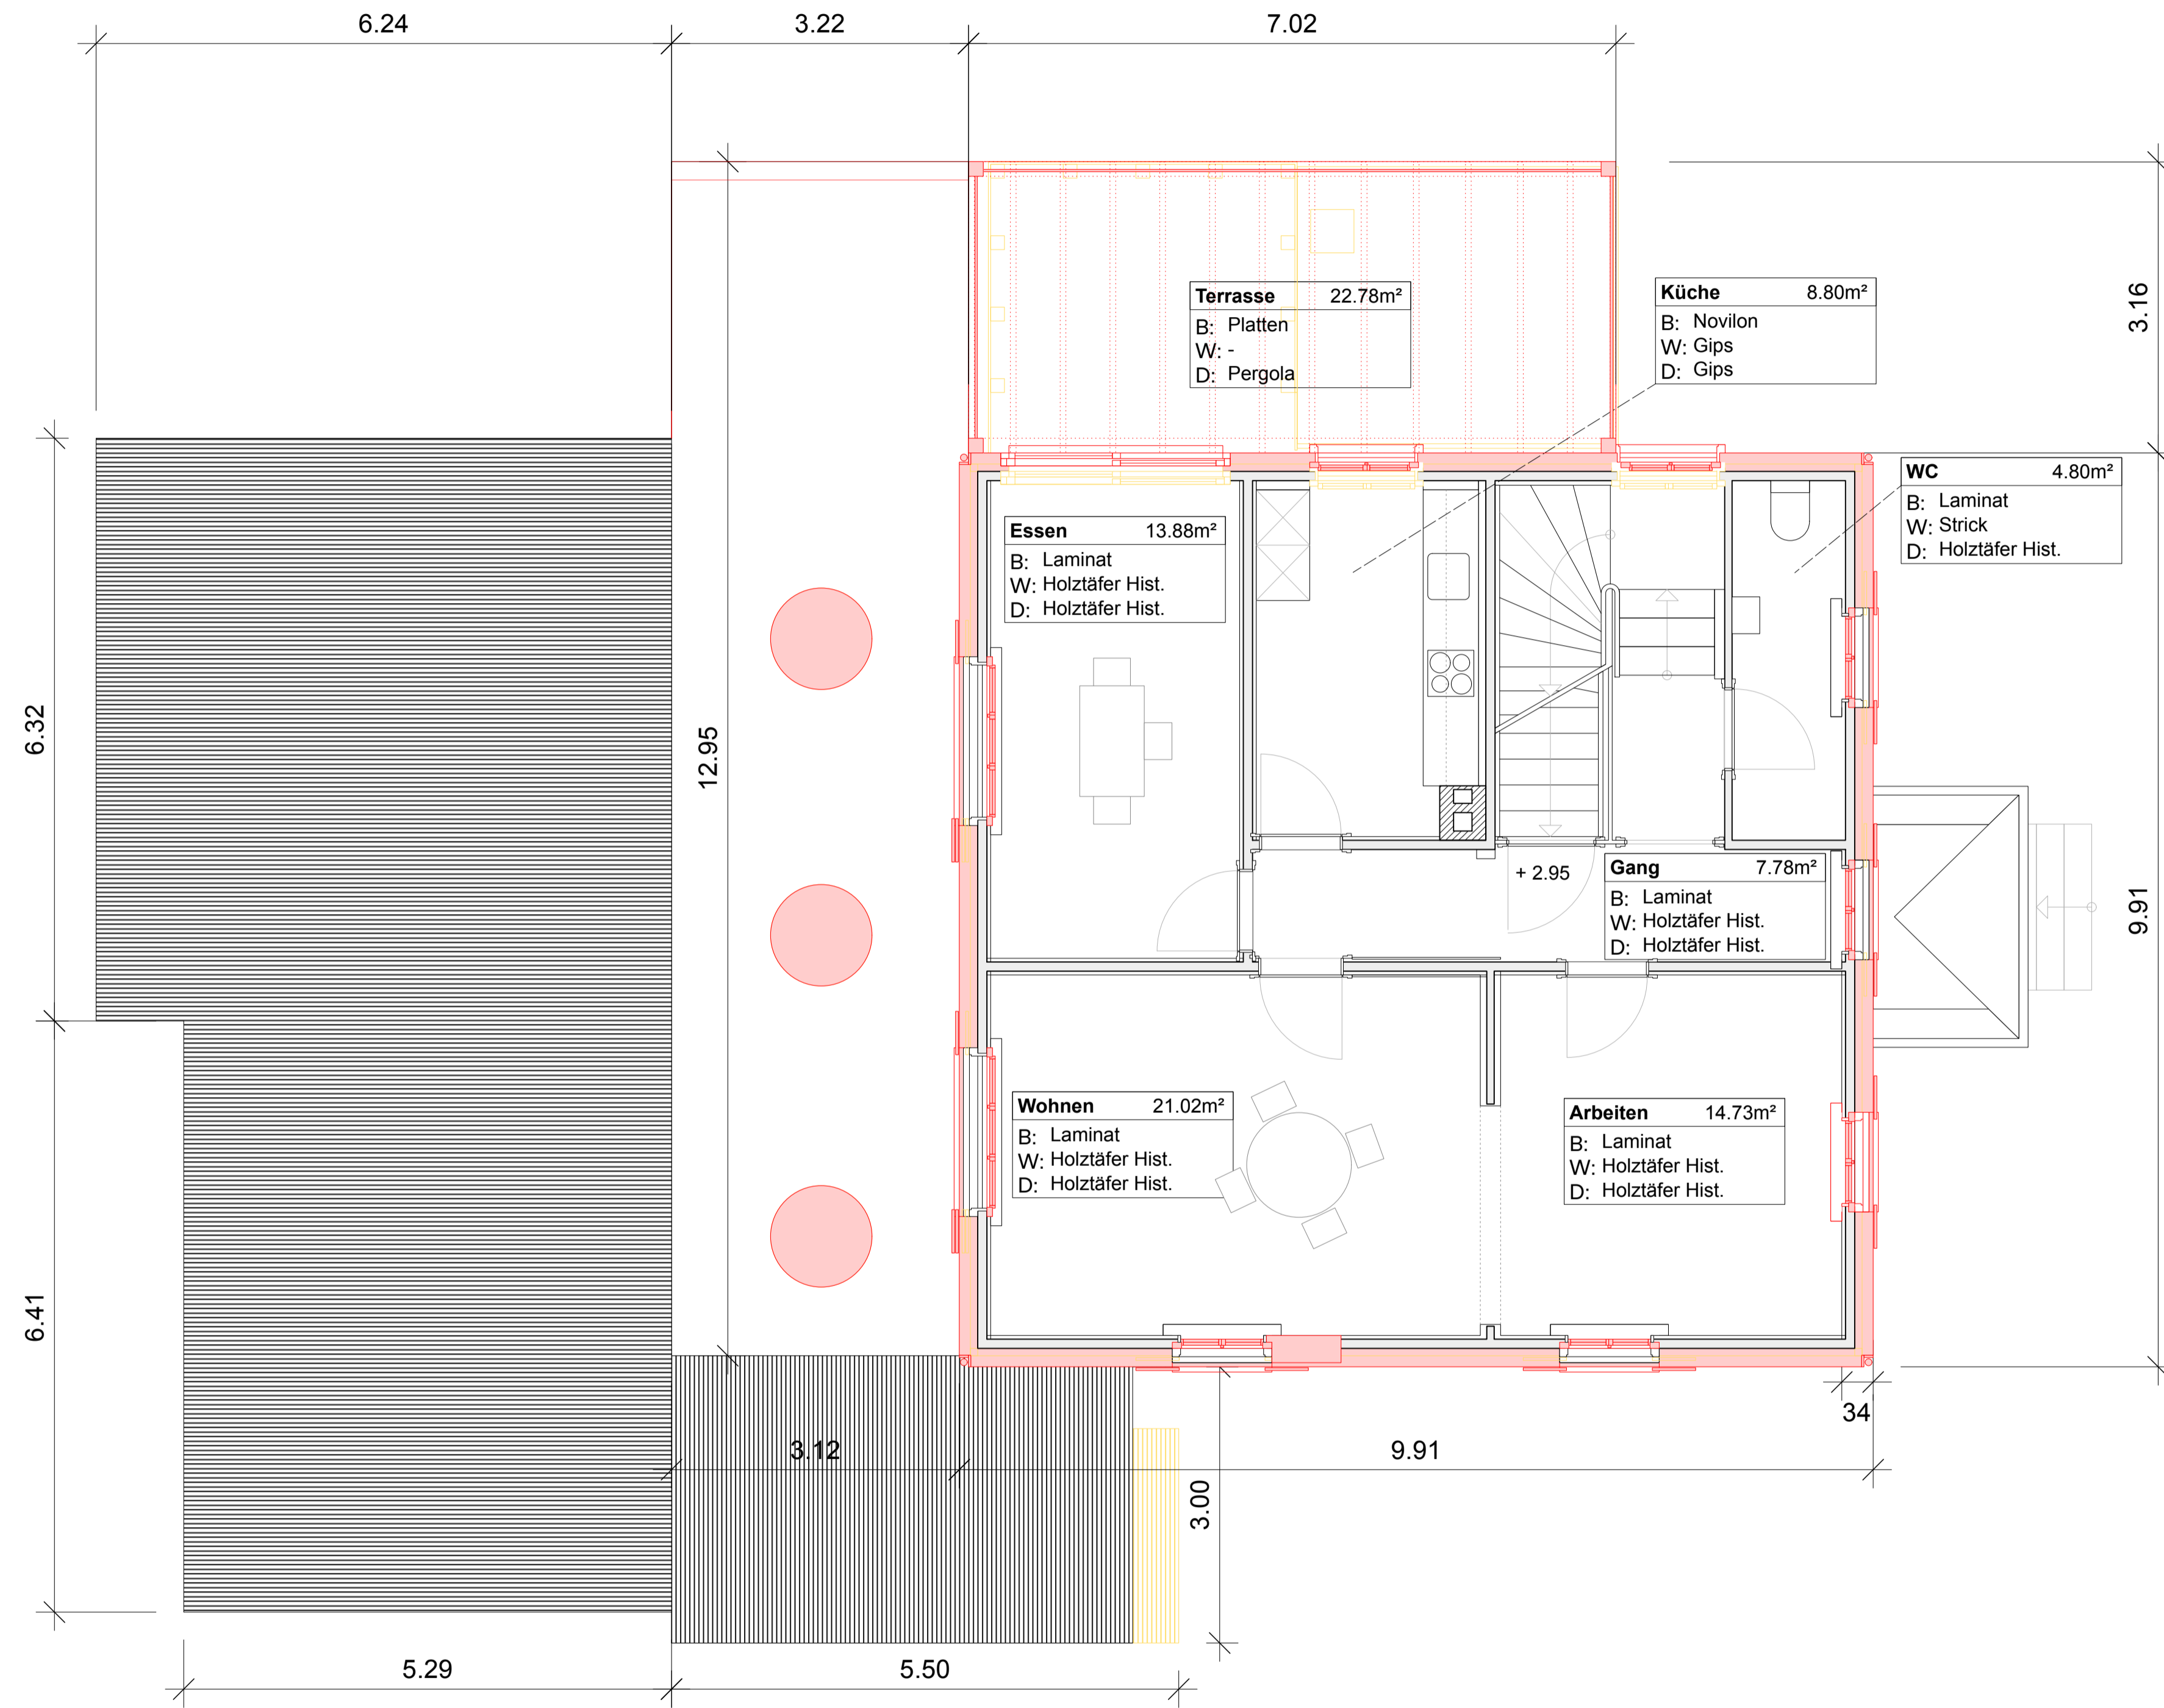 6.24
3.22
7.02
3.16
Terrasse 22.78m²
B: Platten
W: -
D: Pergola
Küche 8.80m²
B: Novilon
W: Gips
D: Gips
WC 4.80m²
B: Laminat
W: Strick
D: Holztäfer Hist.
Essen 13.88m²
B: Laminat
W: Holztäfer Hist.
D: Holztäfer Hist.
6.32
12.95
+ 2.95
Gang 7.78m²
B: Laminat
W: Holztäfer Hist.
D: Holztäfer Hist.
9.91
Wohnen 21.02m²
B: Laminat
W: Holztäfer Hist.
D: Holztäfer Hist.
Arbeiten 14.73m²
B: Laminat
W: Holztäfer Hist.
D: Holztäfer Hist.
6.41
34
3.12
9.91
3.00
5.29
5.50